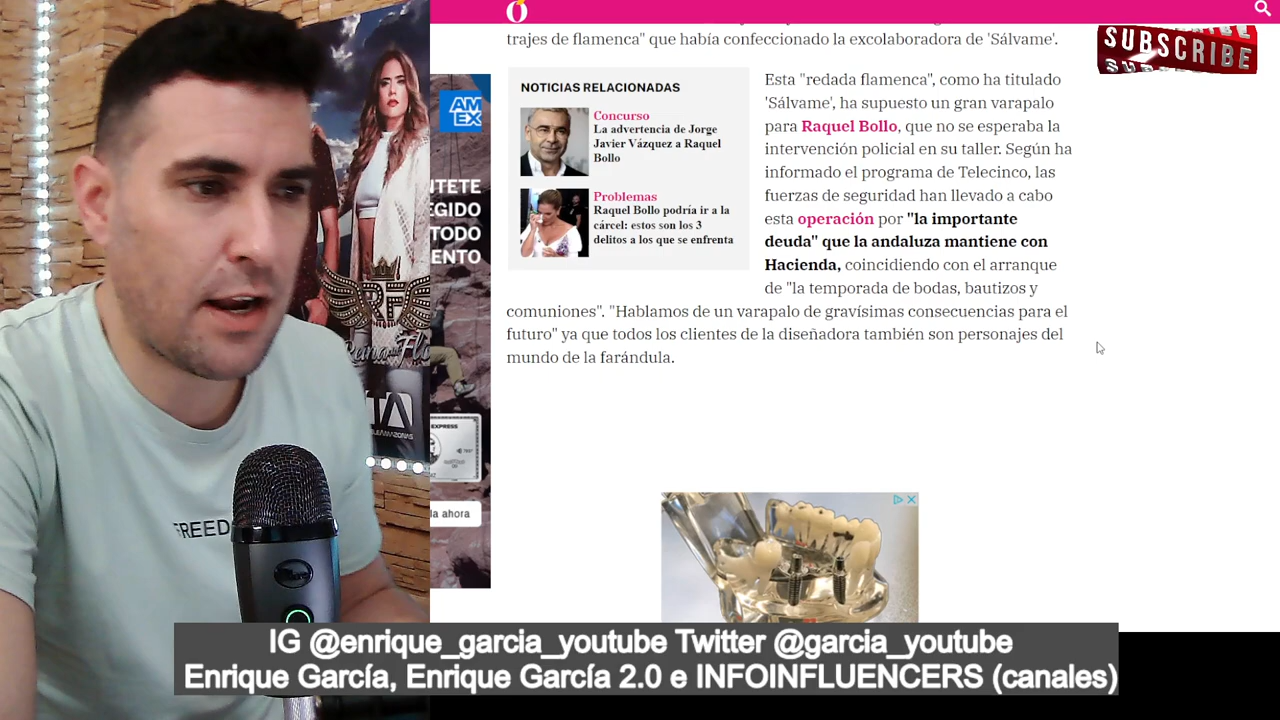 trajes de flamenca" que había confeccionado la excolaboradora de 'Sálvame'.
SUBSCRIBE
AM
EX
NTETE
EGIDO
TODO
ENTO
EXPRESS
la ahora
NOTICIAS RELACIONADAS
Concurso
La advertencia de Jorge
Javier Vázquez a Raquel
Bollo
Problemas
Raquel Bollo podría ir a la
cárcel: estos son los 3
delitos a los que se enfrenta
Esta "redada flamenca", como ha titulado
'Sálvame', ha supuesto un gran varapalo
para Raquel Bollo, que no se esperaba la
intervención policial en su taller. Según ha
informado el programa de Telecinco, las
fuerzas de seguridad han llevado a cabo
esta operación por "la importante
deuda" que la andaluza mantiene con
Hacienda, coincidiendo con el arranque
de "la temporada de bodas, bautizos y
comuniones". "Hablamos de un varapalo de gravísimas consecuencias para el
futuro" ya que todos los clientes de la diseñadora también son personajes del
mundo de la farándula.
RF
FREED
IG @enrique_garcia_youtube Twitter @garcia_youtube
Enrique García, Enrique García 2.0 e INFOINFLUENCERS (canales)